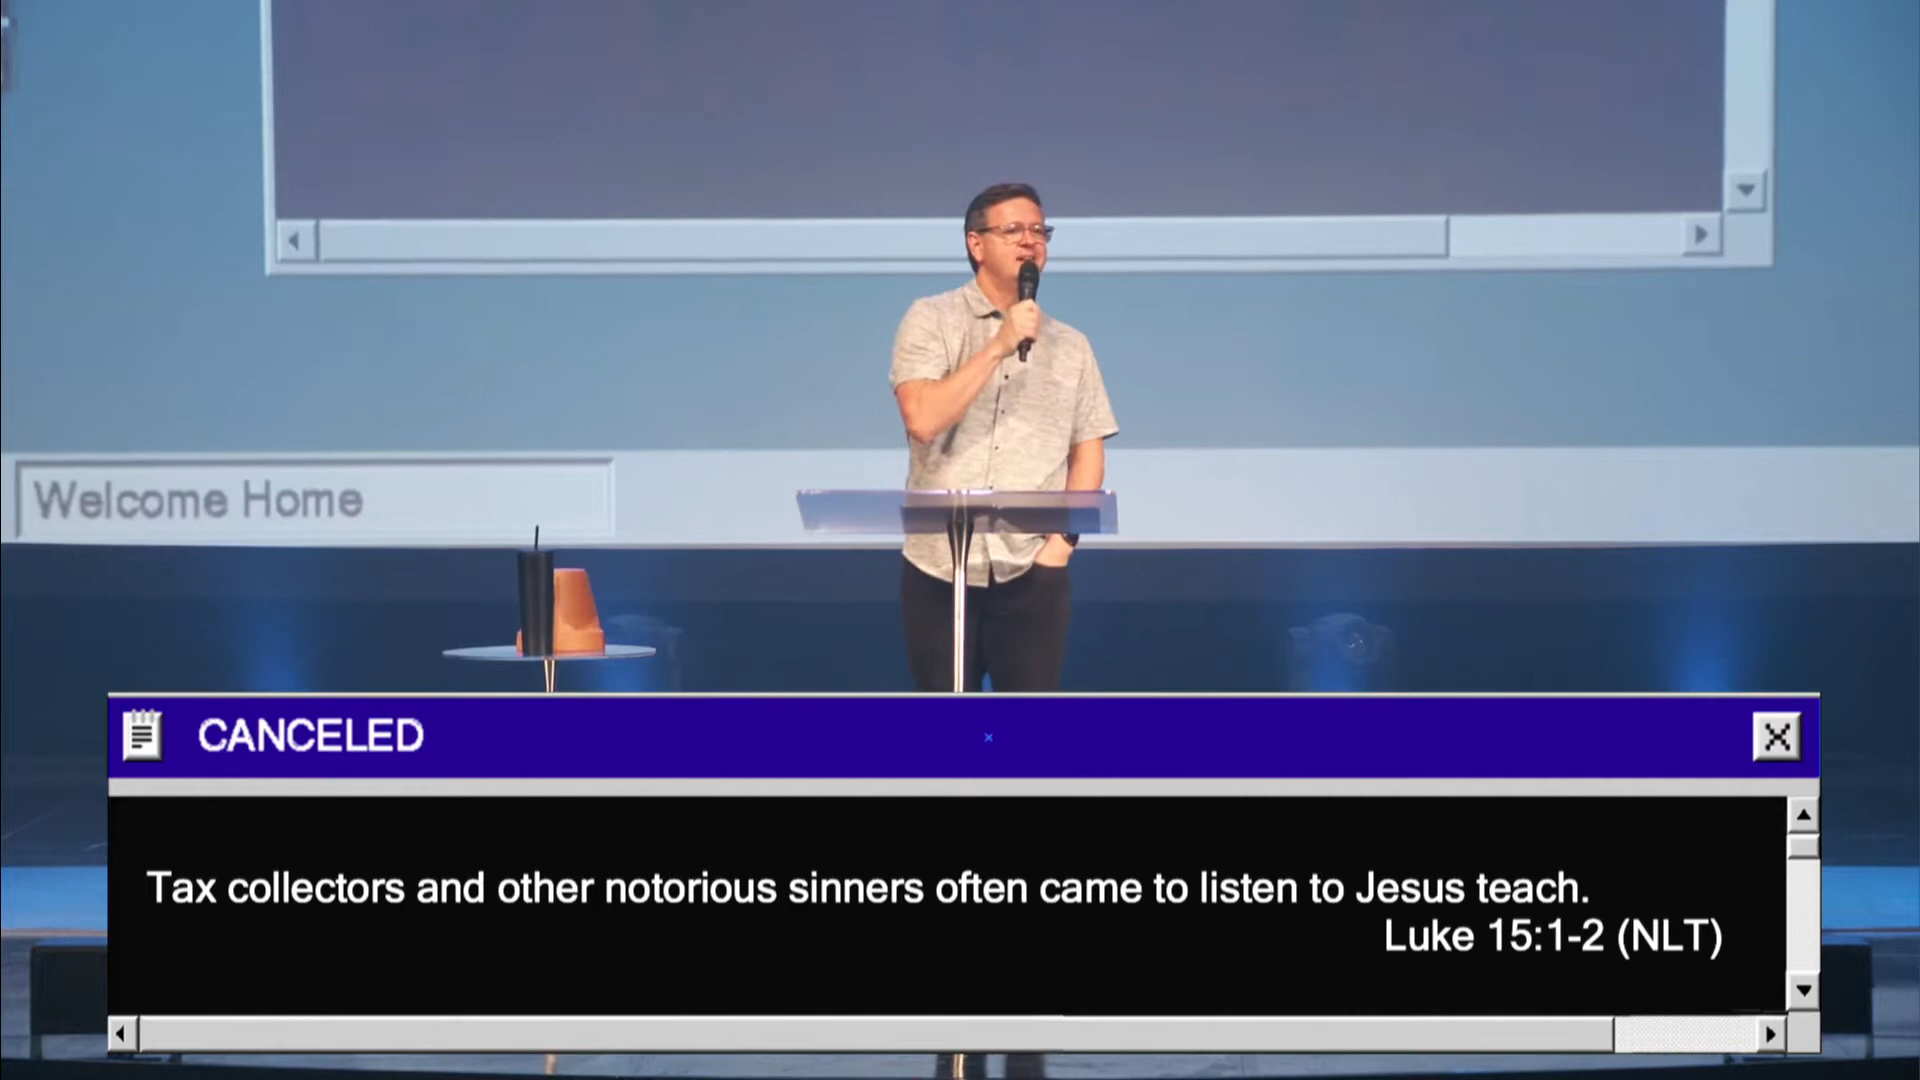 Welcome Home
CANCELED
Tax collectors and other notorious sinners often came to listen to Jesus teach.
Luke 15:1-2 (NLT)